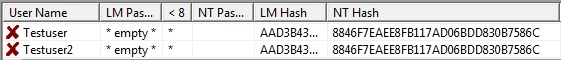 User Name LM Pas... < 8 NT Pas... LM Hash NT Hash
Testuser * empty * * AAD3B43... 8846F7EAEE8FB117AD06BDD830B7586C
Testuser2 * empty * * AAD3B43... 8846F7EAEE8FB117AD06BDD830B7586C